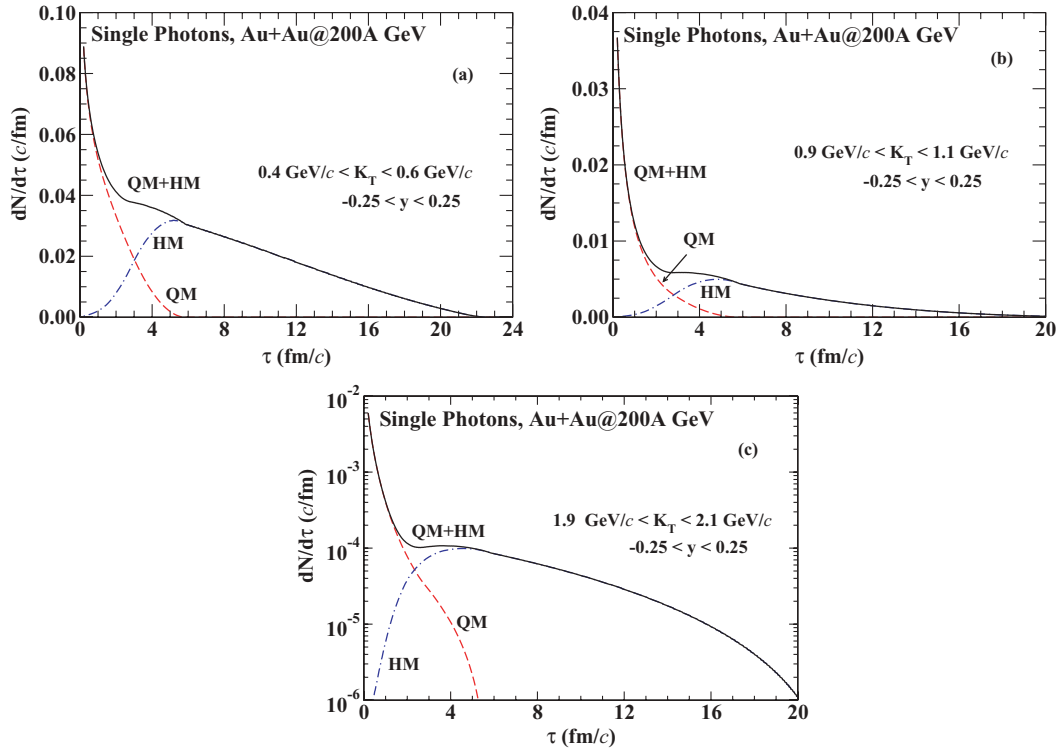 Single Photons, Au+Au@200A GeV
(a)
0.4 GeV/c < K_T < 0.6 GeV/c
-0.25 < y < 0.25
QM+HM
HM
QM
dN/dτ (c/fm)
0.10
0.08
0.06
0.04
0.02
0.00
0 4 8 12 16 20 24
τ (fm/c)
Single Photons, Au+Au@200A GeV
(b)
0.9 GeV/c < K_T < 1.1 GeV/c
-0.25 < y < 0.25
QM+HM
QM
HM
dN/dτ (c/fm)
0.04
0.03
0.02
0.01
0.00
0 4 8 12 16 20
τ (fm/c)
Single Photons, Au+Au@200A GeV
(c)
1.9 GeV/c < K_T < 2.1 GeV/c
-0.25 < y < 0.25
QM+HM
QM
HM
dN/dτ (c/fm)
10^-2
10^-3
10^-4
10^-5
10^-6
0 4 8 12 16 20
τ (fm/c)